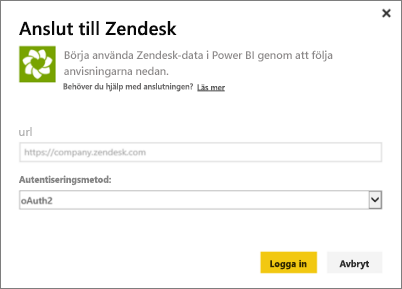 Anslut till Zendesk
Börja använda Zendesk-data i Power BI genom att följa
anvisningarna nedan.
Behöver du hjälp med anslutningen? Läs mer
url
https://company.zendesk.com
Autentiseringsmetod:
oAuth2
Logga in Avbryt